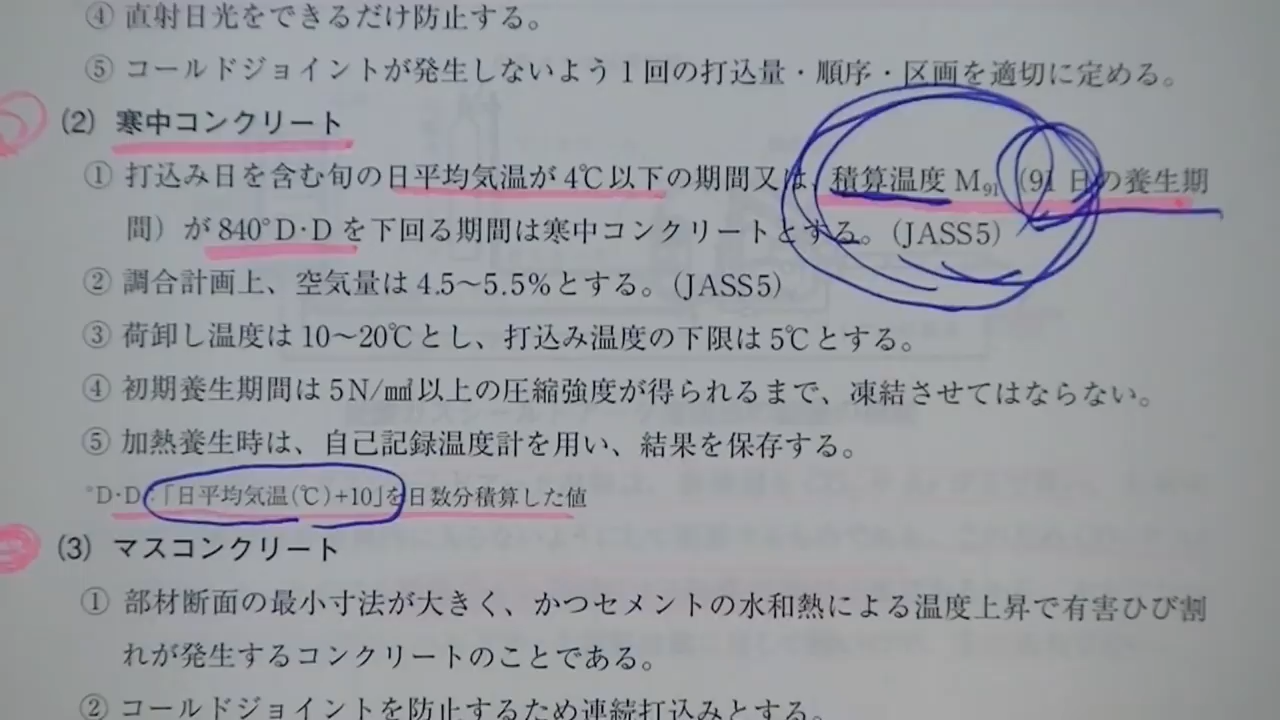 ④ 直射日光をできるだけ防止する。
⑤ コールドジョイントが発生しないよう1回の打込量・順序・区画を適切に定める。
(2) 寒中コンクリート
① 打込み日を含む旬の日平均気温が4℃以下の期間又は、積算温度M91(91日の養生期
間)が840°D·Dを下回る期間は寒中コンクリートとする。(JASS5)
② 調合計画上、空気量は4.5〜5.5%とする。(JASS5)
③ 荷卸し温度は10〜20℃とし、打込み温度の下限は5℃とする。
④ 初期養生期間は5N/㎟以上の圧縮強度が得られるまで、凍結させてはならない。
⑤ 加熱養生時は、自己記録温度計を用い、結果を保存する。
°D·D:「日平均気温(℃)+10」を日数分積算した値
(3) マスコンクリート
① 部材断面の最小寸法が大きく、かつセメントの水和熱による温度上昇で有害ひび割
れが発生するコンクリートのことである。
② コールドジョイントを防止するため連続打込みとする。